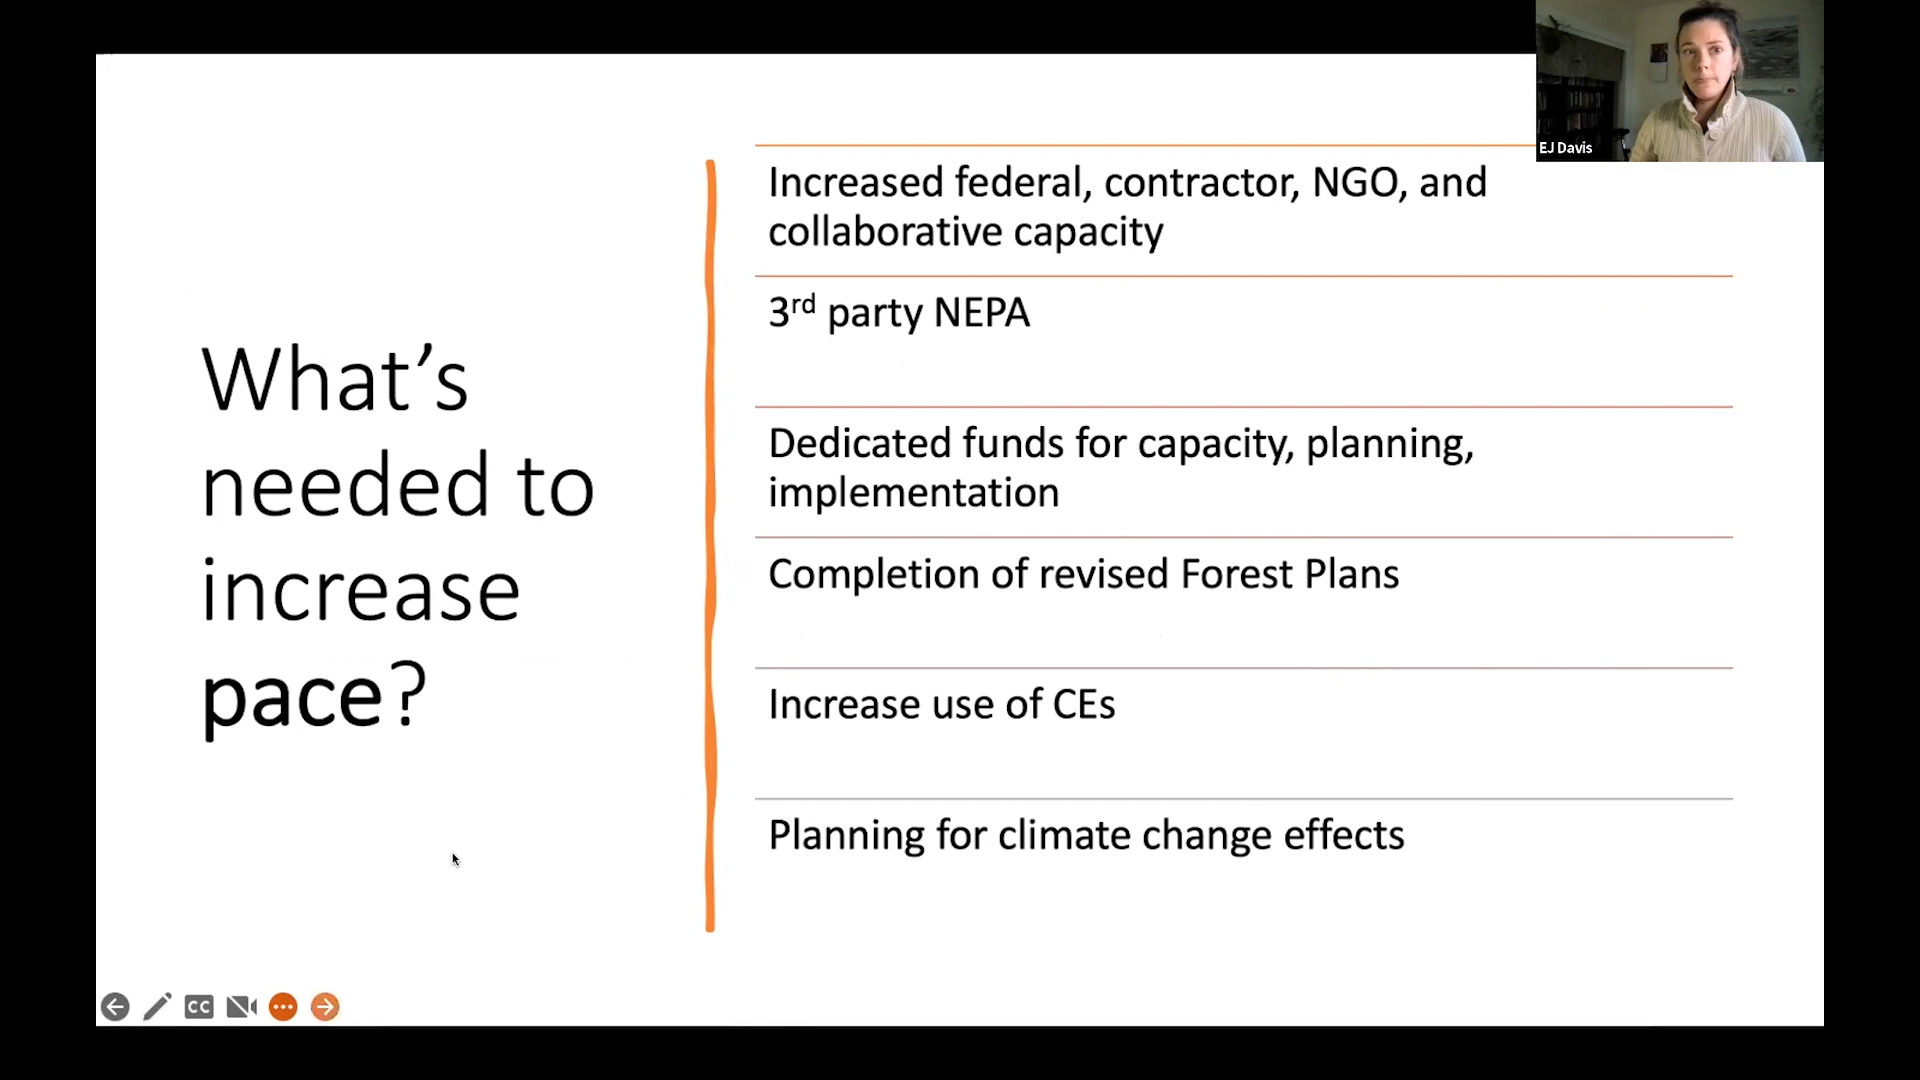 What's
needed to
increase
pace?
Increased federal, contractor, NGO, and
collaborative capacity
3rd party NEPA
Dedicated funds for capacity, planning,
implementation
Completion of revised Forest Plans
Increase use of CEs
Planning for climate change effects
EJ Davis
CC